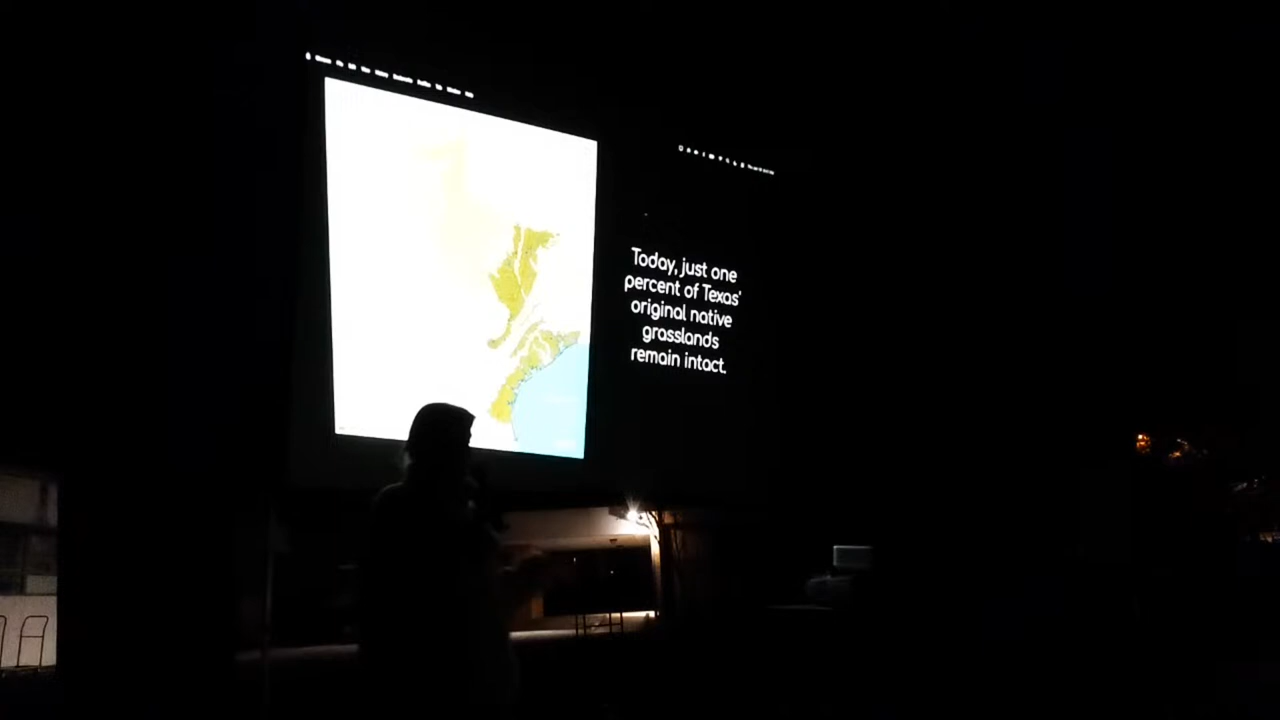 Today, just one
percent of Texas'
original native
grasslands
remain intact.